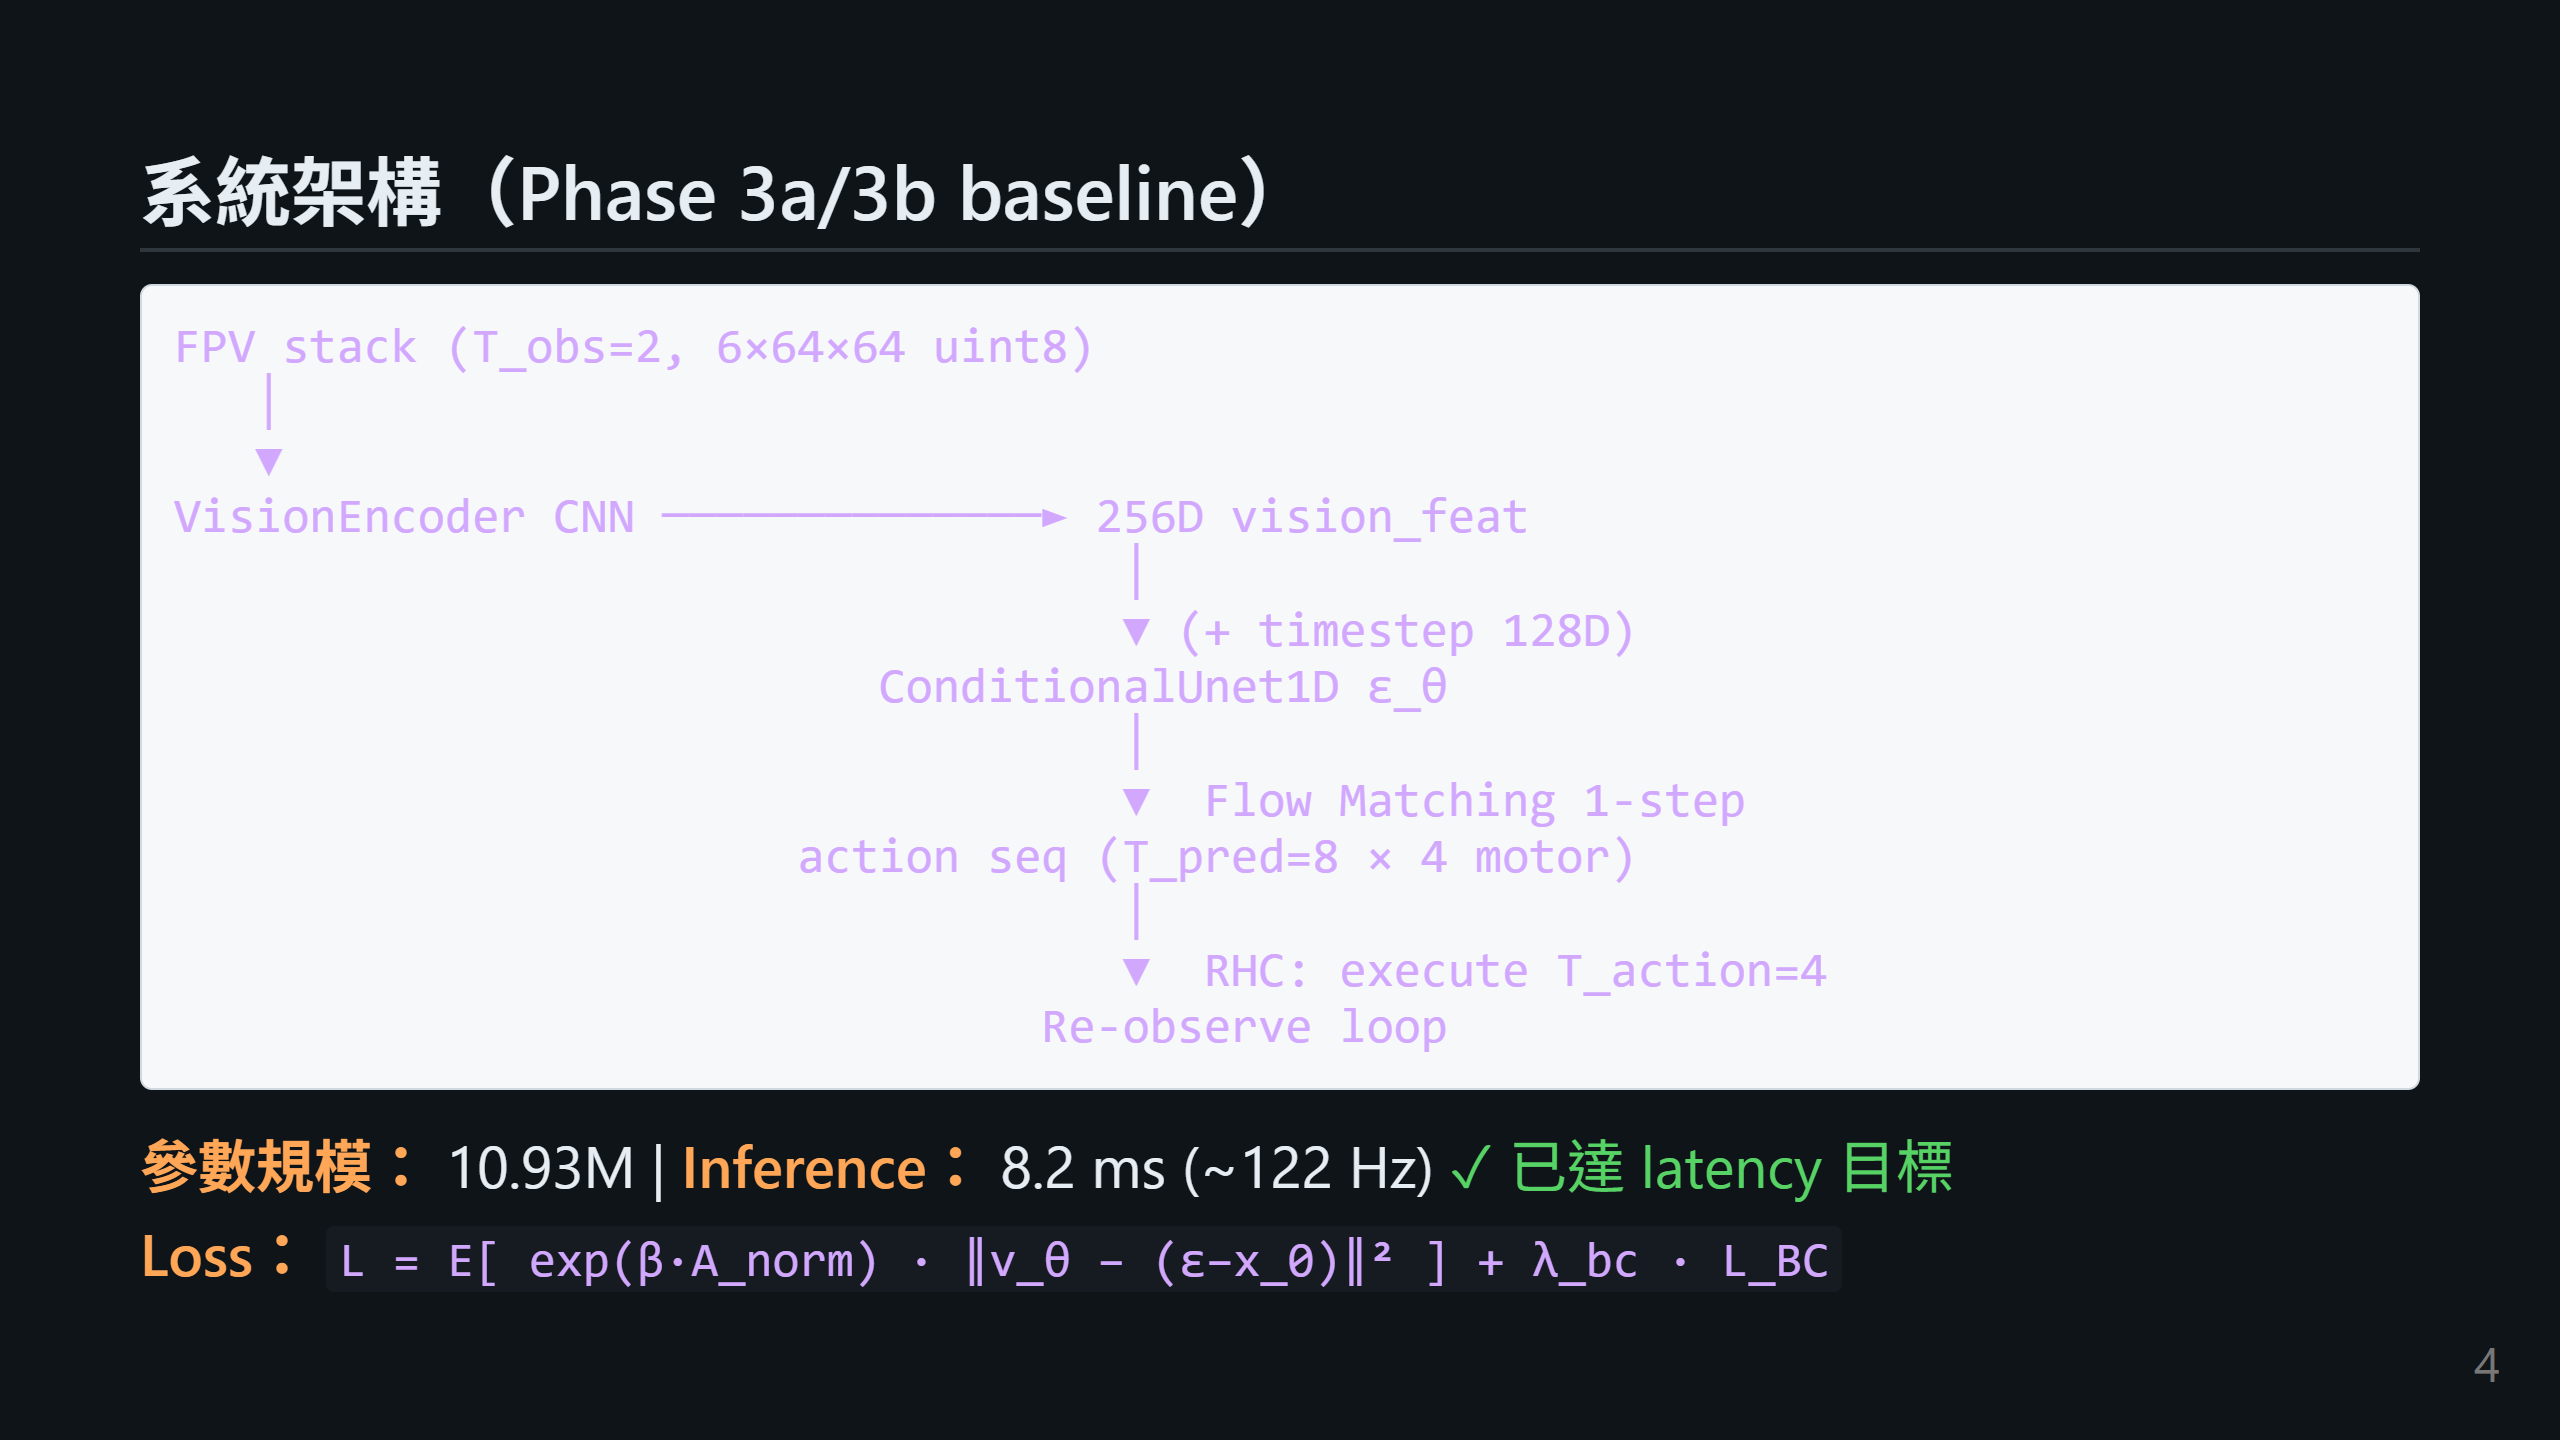 系統架構（Phase 3a/3b baseline）
FPV stack (T_obs=2, 6×64×64 uint8)
VisionEncoder CNN ──────────────► 256D vision_feat
▼ (+ timestep 128D)
ConditionalUnet1D ε_θ
▼  Flow Matching 1-step
action seq (T_pred=8 × 4 motor)
▼  RHC: execute T_action=4
Re-observe loop
參數規模： 10.93M | Inference： 8.2 ms (~122 Hz) ✓ 已達 latency 目標
Loss： L = E[ exp(β·A_norm) · ‖v_θ − (ε−x_0)‖² ] + λ_bc · L_BC
4